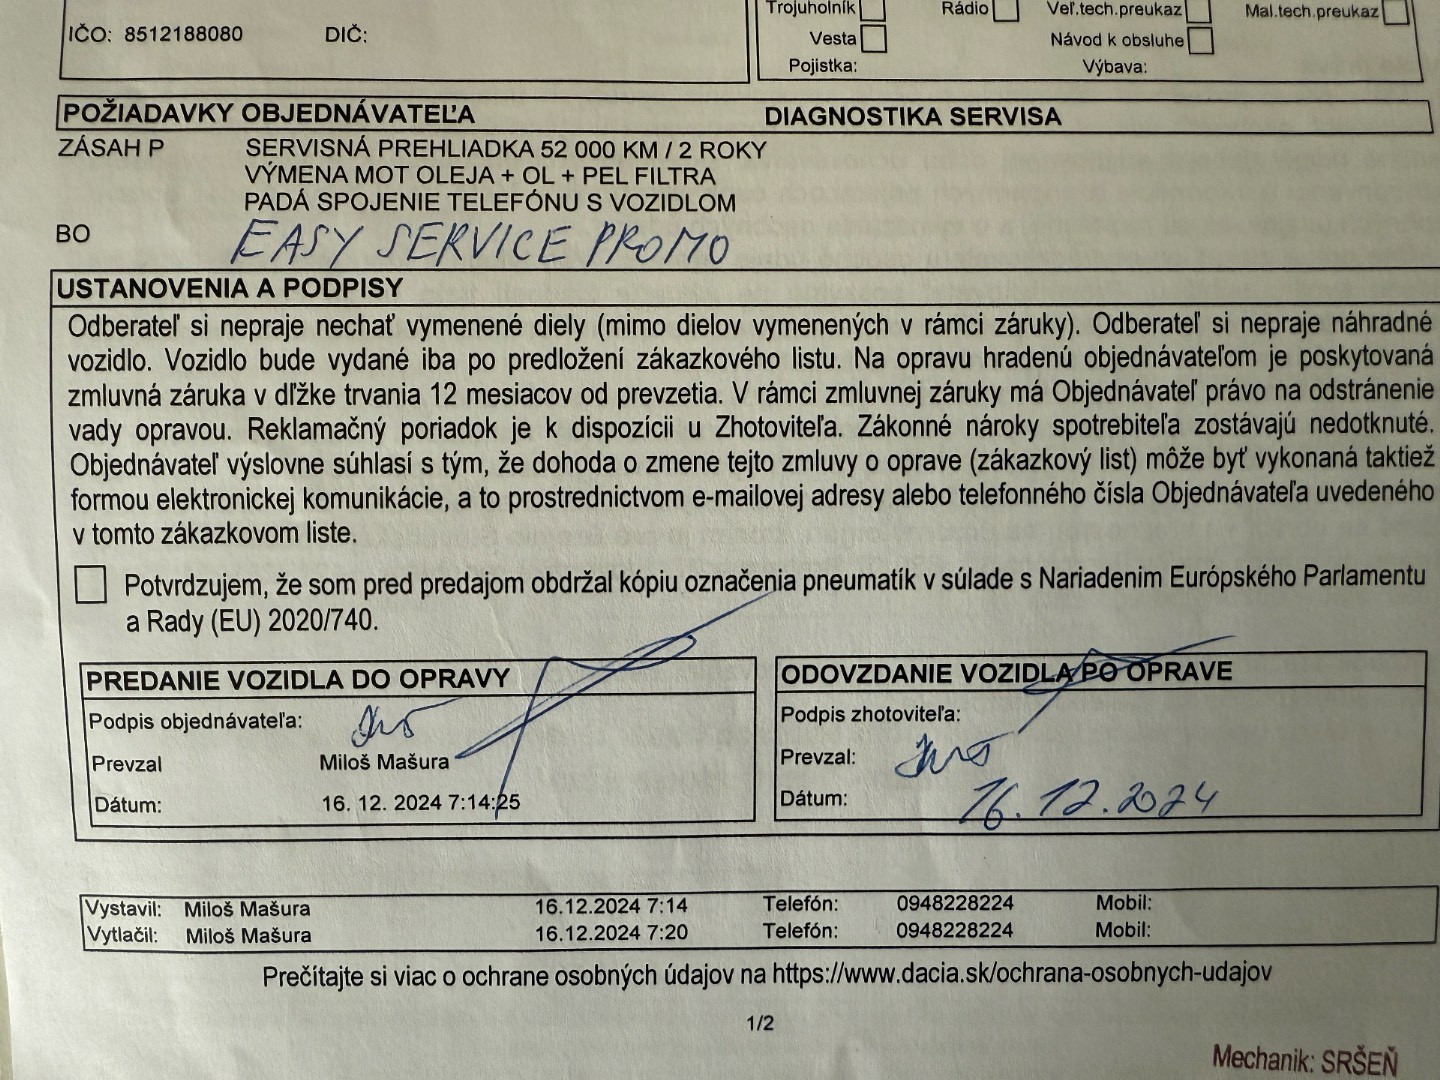 Trojuholník Rádio Veľ.tech.preukaz Mal.tech.preukaz
IČO: 8512188080 DIČ:
Vesta Návod k obsluhe
Pojistka: Výbava:
POŽIADAVKY OBJEDNÁVATEĽA DIAGNOSTIKA SERVISA
ZÁSAH P SERVISNÁ PREHLIADKA 52 000 KM / 2 ROKY
VÝMENA MOT OLEJA + OL + PEL FILTRA
PADÁ SPOJENIE TELEFÓNU S VOZIDLOM
BO EASY SERVICE PROMO
USTANOVENIA A PODPISY
Odberateľ si nepraje nechať vymenené diely (mimo dielov vymenených v rámci záruky). Odberateľ si nepraje náhradné
vozidlo. Vozidlo bude vydané iba po predložení zákazkového listu. Na opravu hradenú objednávateľom je poskytovaná
zmluvná záruka v dľžke trvania 12 mesiacov od prevzetia. V rámci zmluvnej záruky má Objednávateľ právo na odstránenie
vady opravou. Reklamačný poriadok je k dispozícii u Zhotoviteľa. Zákonné nároky spotrebiteľa zostávajú nedotknuté.
Objednávateľ výslovne súhlasí s tým, že dohoda o zmene tejto zmluvy o oprave (zákazkový list) môže byť vykonaná taktiež
formou elektronickej komunikácie, a to prostrednictvom e-mailovej adresy alebo telefonného čísla Objednávateľa uvedeného
v tomto zákazkovom liste.
Potvrdzujem, že som pred predajom obdržal kópiu označenia pneumatík v súlade s Nariadenim Európského Parlamentu
a Rady (EU) 2020/740.
PREDANIE VOZIDLA DO OPRAVY ODOVZDANIE VOZIDLA PO OPRAVE
Podpis objednávateľa: Podpis zhotoviteľa:
Prevzal Miloš Mašura Prevzal:
Dátum: 16. 12. 2024 7:14:25 Dátum: 16.12.2024
Vystavil: Miloš Mašura 16.12.2024 7:14 Telefón: 0948228224 Mobil:
Vytlačil: Miloš Mašura 16.12.2024 7:20 Telefón: 0948228224 Mobil:
Prečítajte si viac o ochrane osobných údajov na https://www.dacia.sk/ochrana-osobnych-udajov
1/2
Mechanik: SRŠEŇ